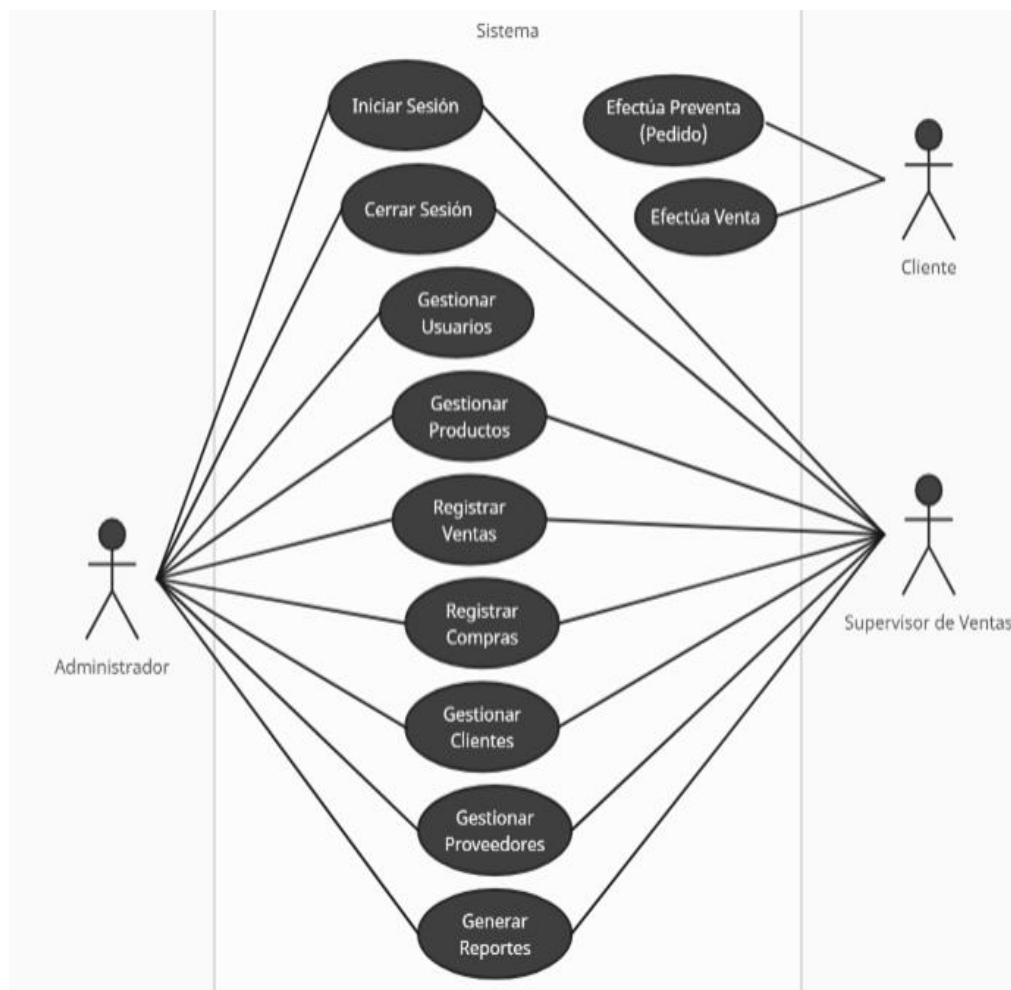 Sistema
Iniciar Sesión
Efectúa Preventa
(Pedido)
Cerrar Sesión
Efectúa Venta
Cliente
Gestionar
Usuarios
Gestionar
Productos
Registrar
Ventas
Registrar
Compras
Supervisor de Ventas
Administrador
Gestionar
Clientes
Gestionar
Proveedores
Generar
Reportes